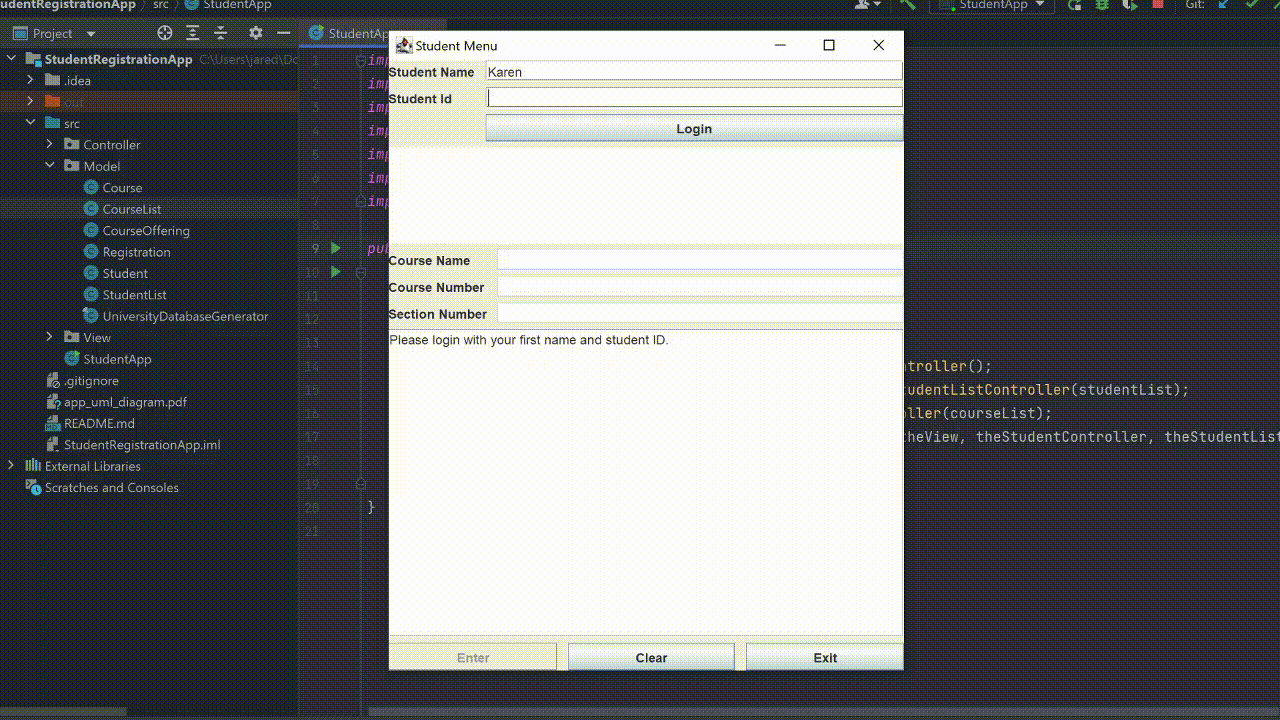 udentRegistrationApp › src › StudentApp
StudentApp
Git:
Project
StudentAp
StudentRegistrationApp C:\Users\jared\Do
.idea
out
src
Controller
Model
Course
CourseList
CourseOffering
Registration
Student
StudentList
UniversityDatabaseGenerator
View
StudentApp
.gitignore
app_uml_diagram.pdf
README.md
StudentRegistrationApp.iml
External Libraries
Scratches and Consoles
1 imp
2 imp
3 imp
4 imp
5 imp
6 imp
7 imp
8
9 pub
10
11
12
13
14 ntroller();
15 tudentListController(studentList);
16 oller(courseList);
17 theView, theStudentController, theStudentList
18
19
20 }
21
Student Menu
Student Name Karen
Student Id
Login
Course Name
Course Number
Section Number
Please login with your first name and student ID.
Enter Clear Exit